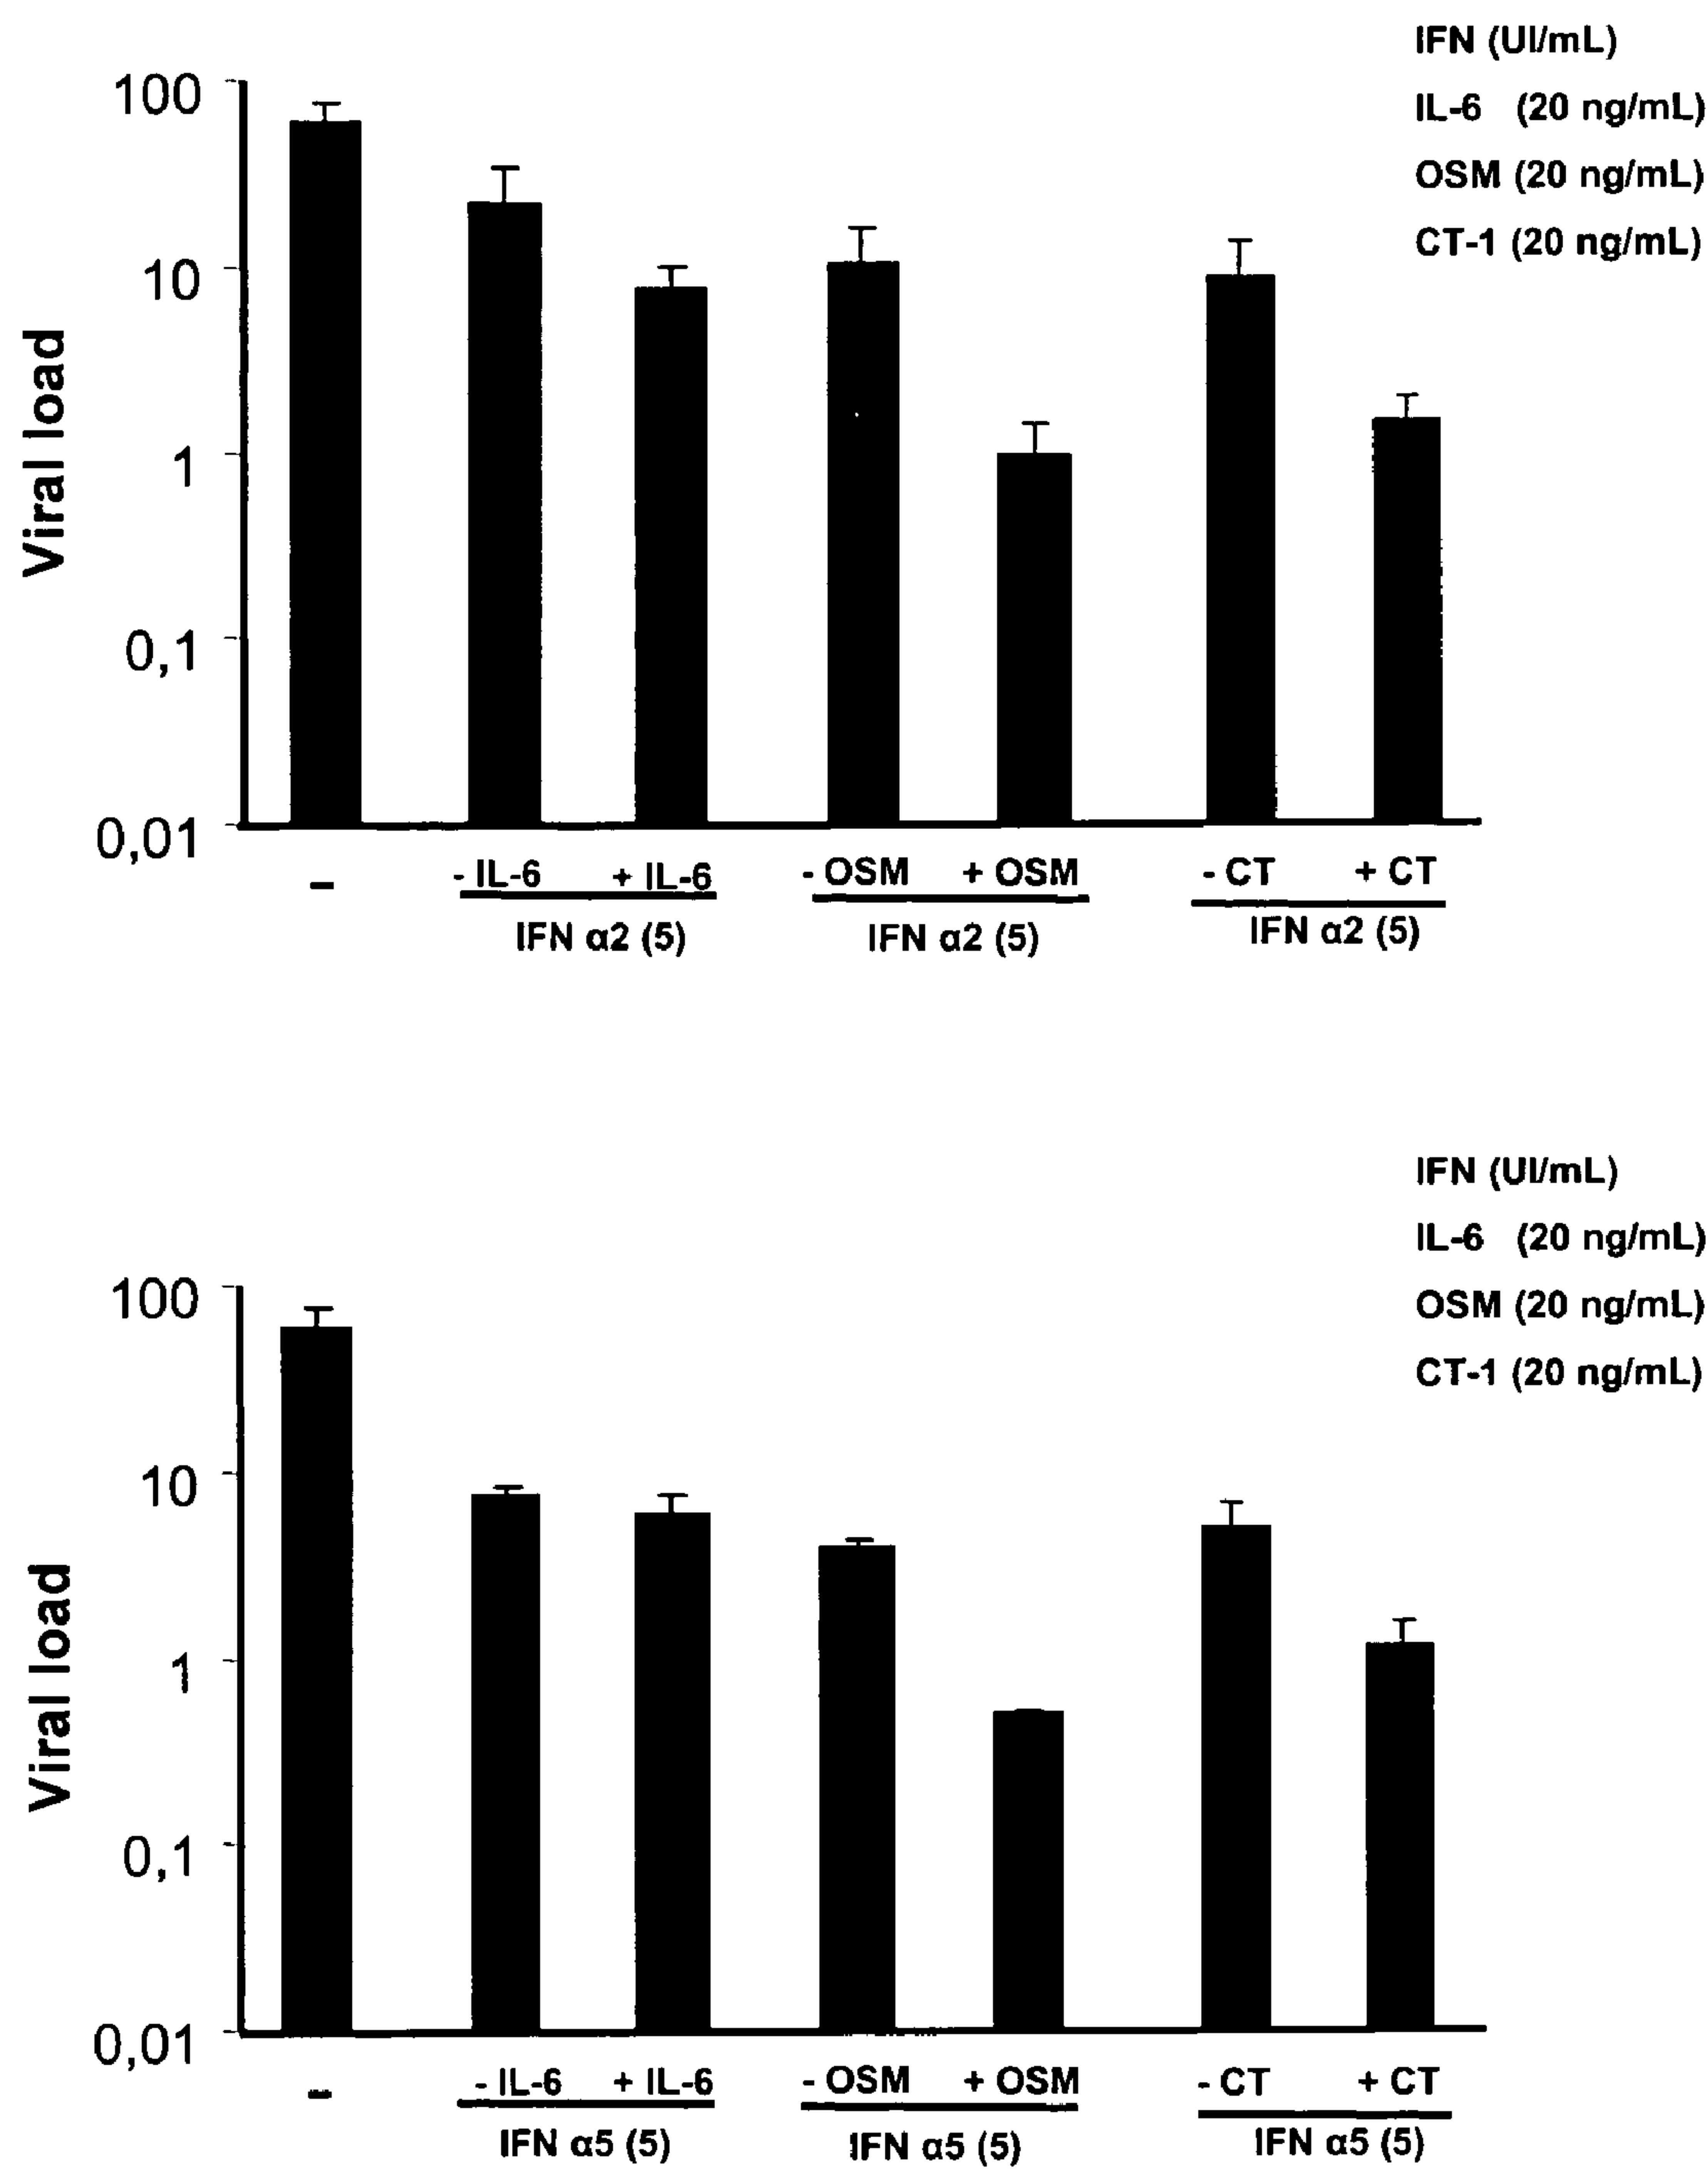 IFN (UI/mL)
IL-6 (20 ng/mL)
OSM (20 ng/mL)
CT-1 (20 ng/mL)
100
10
1
0,1
0,01
Viral load
–
- IL-6 + IL-6
- OSM + OSM
- CT + CT
IFN α2 (5)
IFN α2 (5)
IFN α2 (5)
IFN (UI/mL)
IL-6 (20 ng/mL)
OSM (20 ng/mL)
CT-1 (20 ng/mL)
100
10
1
0,1
0,01
Viral load
–
- IL-6 + IL-6
- OSM + OSM
- CT + CT
IFN α5 (5)
IFN α5 (5)
IFN α5 (5)